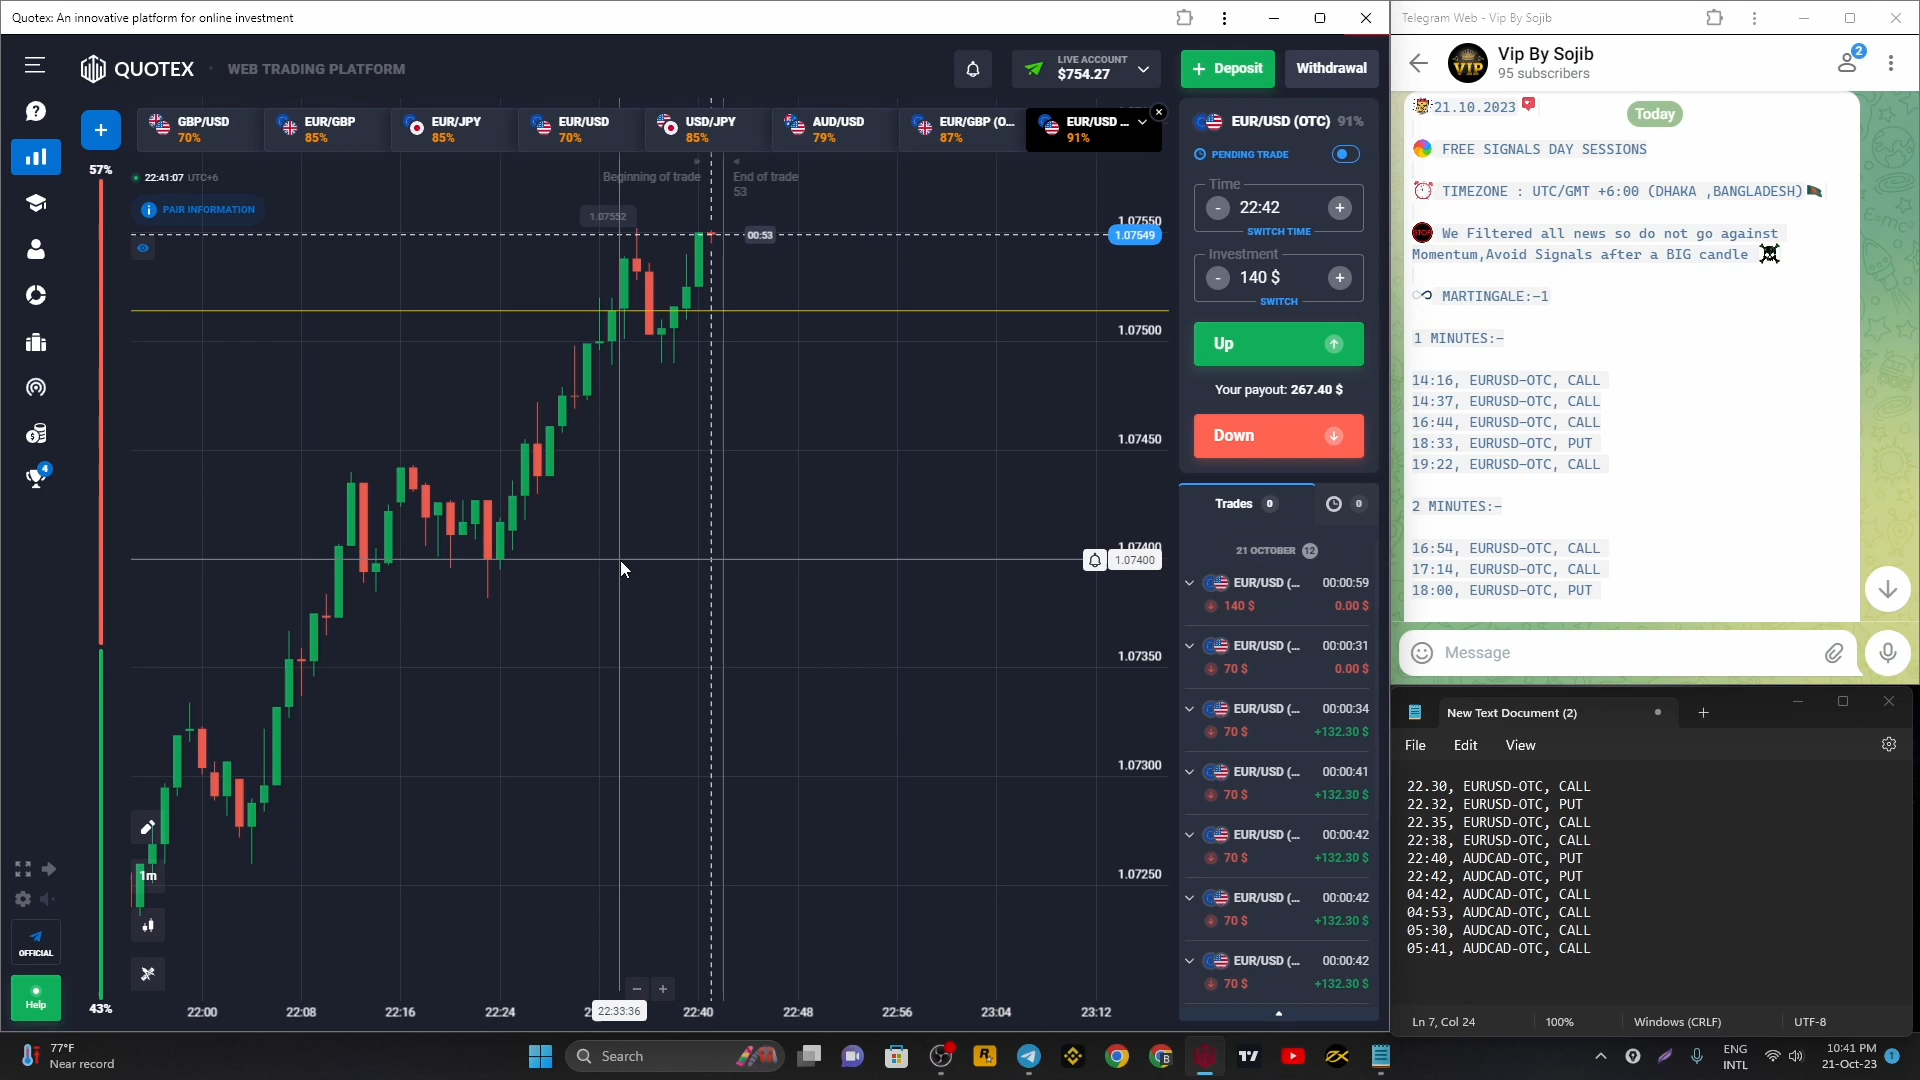 Quotex: An innovative platform for online investment
QUOTEX
WEB TRADING PLATFORM
LIVE ACCOUNT
$754.27
+ Deposit
Withdrawal
GBP/USD
70%
EUR/GBP
85%
EUR/JPY
85%
EUR/USD
70%
USD/JPY
85%
AUD/USD
79%
EUR/GBP (O...
87%
EUR/USD ...
91%
57%
22:41:07 UTC+6
PAIR INFORMATION
Beginning of trade
End of trade
53
1.07552
00:53
1.07550
1.07549
1.07500
1.07450
1.07400
1.07400
1.07350
1.07300
1.07250
1m
OFFICIAL
Help
4
43%
22:00
22:08
22:16
22:24
22:33:36
22:40
22:48
22:56
23:04
23:12
EUR/USD (OTC) 91%
PENDING TRADE
Time
- 22:42 +
SWITCH TIME
Investment
- 140 $ +
SWITCH
Up
Your payout: 267.40 $
Down
Trades 0
0
21 OCTOBER 12
EUR/USD (... 00:00:59
140 $ 0.00 $
EUR/USD (... 00:00:31
70 $ 0.00 $
EUR/USD (... 00:00:34
70 $ +132.30 $
EUR/USD (... 00:00:41
70 $ +132.30 $
EUR/USD (... 00:00:42
70 $ +132.30 $
EUR/USD (... 00:00:42
70 $ +132.30 $
EUR/USD (... 00:00:42
70 $ +132.30 $
Telegram Web - Vip By Sojib
VIP
Vip By Sojib
95 subscribers
2
21.10.2023
Today
FREE SIGNALS DAY SESSIONS
TIMEZONE : UTC/GMT +6:00 (DHAKA ,BANGLADESH)
We Filtered all news so do not go against
Momentum,Avoid Signals after a BIG candle
MARTINGALE:-1
1 MINUTES:-
14:16, EURUSD-OTC, CALL
14:37, EURUSD-OTC, CALL
16:44, EURUSD-OTC, CALL
18:33, EURUSD-OTC, PUT
19:22, EURUSD-OTC, CALL
2 MINUTES:-
16:54, EURUSD-OTC, CALL
17:14, EURUSD-OTC, CALL
18:00, EURUSD-OTC, PUT
Message
New Text Document (2)
File Edit View
22.30, EURUSD-OTC, CALL
22.32, EURUSD-OTC, PUT
22.35, EURUSD-OTC, CALL
22:38, EURUSD-OTC, CALL
22:40, AUDCAD-OTC, PUT
22:42, AUDCAD-OTC, PUT
04:42, AUDCAD-OTC, CALL
04:53, AUDCAD-OTC, CALL
05:30, AUDCAD-OTC, CALL
05:41, AUDCAD-OTC, CALL
Ln 7, Col 24
100%
Windows (CRLF)
UTF-8
77°F
Near record
Search
ENG
INTL
10:41 PM
21-Oct-23
1